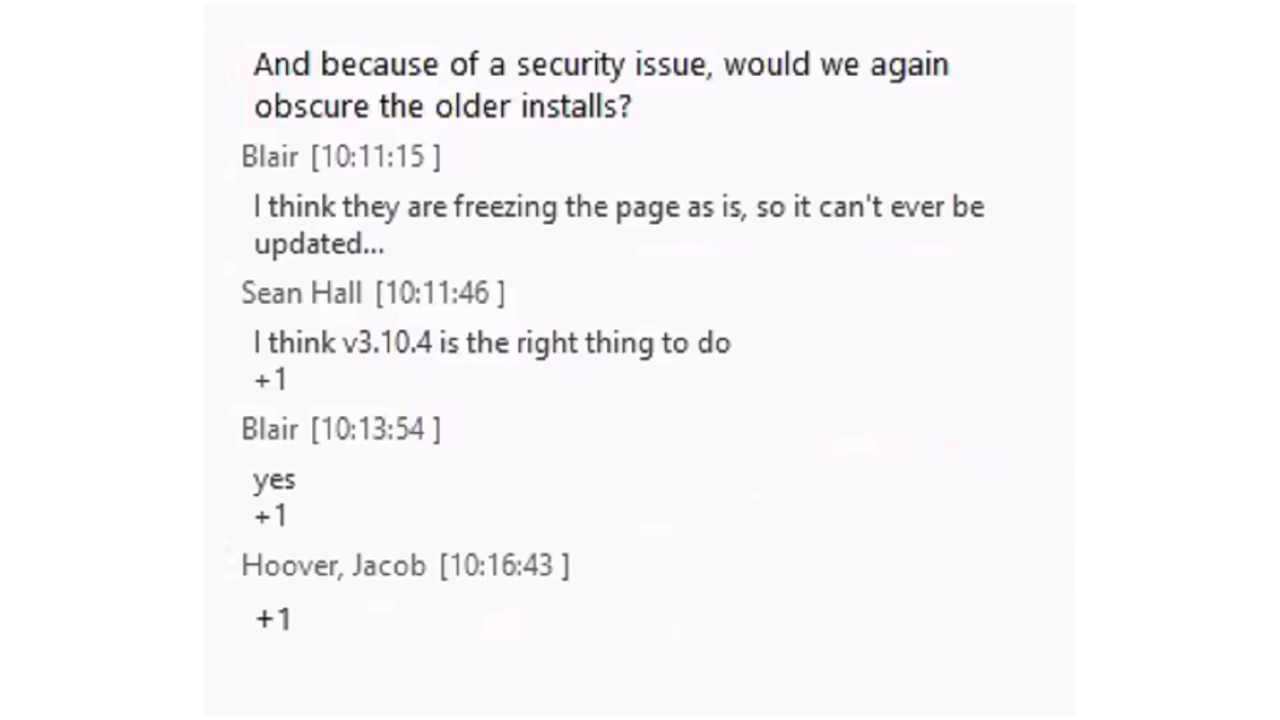 And because of a security issue, would we again
obscure the older installs?
Blair [10:11:15 ]
I think they are freezing the page as is, so it can't ever be
updated...
Sean Hall [10:11:46 ]
I think v3.10.4 is the right thing to do
+1
Blair [10:13:54 ]
yes
+1
Hoover, Jacob [10:16:43 ]
+1